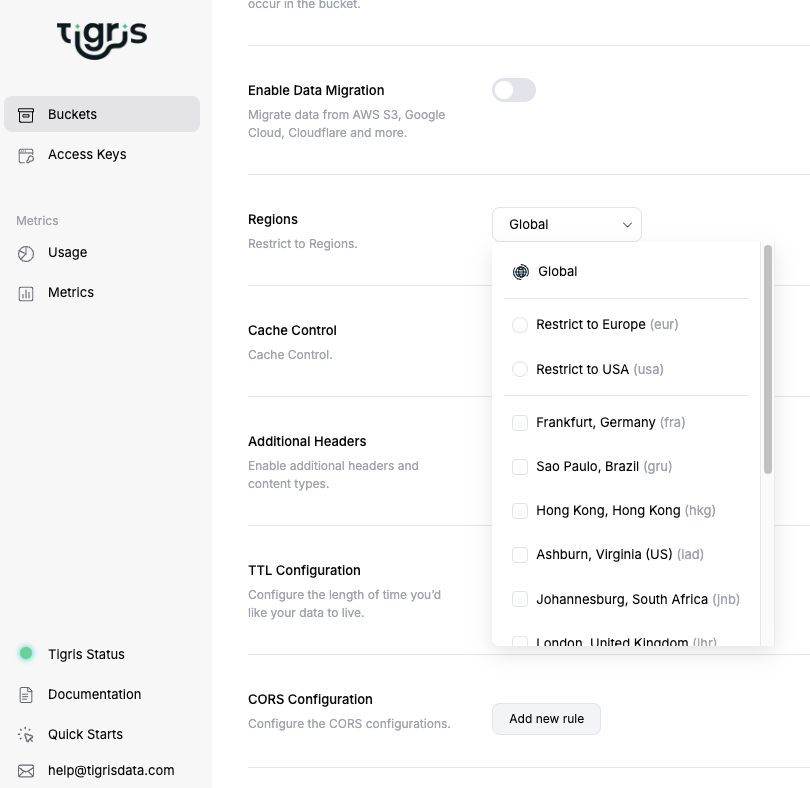 Tigris
Buckets
Access Keys
Metrics
Usage
Metrics
Tigris Status
Documentation
Quick Starts
help@tigrisdata.com
occur in the bucket.
Enable Data Migration
Migrate data from AWS S3, Google
Cloud, Cloudflare and more.
Regions
Restrict to Regions.
Global
Global
Restrict to Europe (eur)
Restrict to USA (usa)
Frankfurt, Germany (fra)
Sao Paulo, Brazil (gru)
Hong Kong, Hong Kong (hkg)
Ashburn, Virginia (US) (iad)
Johannesburg, South Africa (jnb)
London, United Kingdom (lhr)
Cache Control
Cache Control.
Additional Headers
Enable additional headers and
content types.
TTL Configuration
Configure the length of time you'd
like your data to live.
CORS Configuration
Configure the CORS configurations.
Add new rule